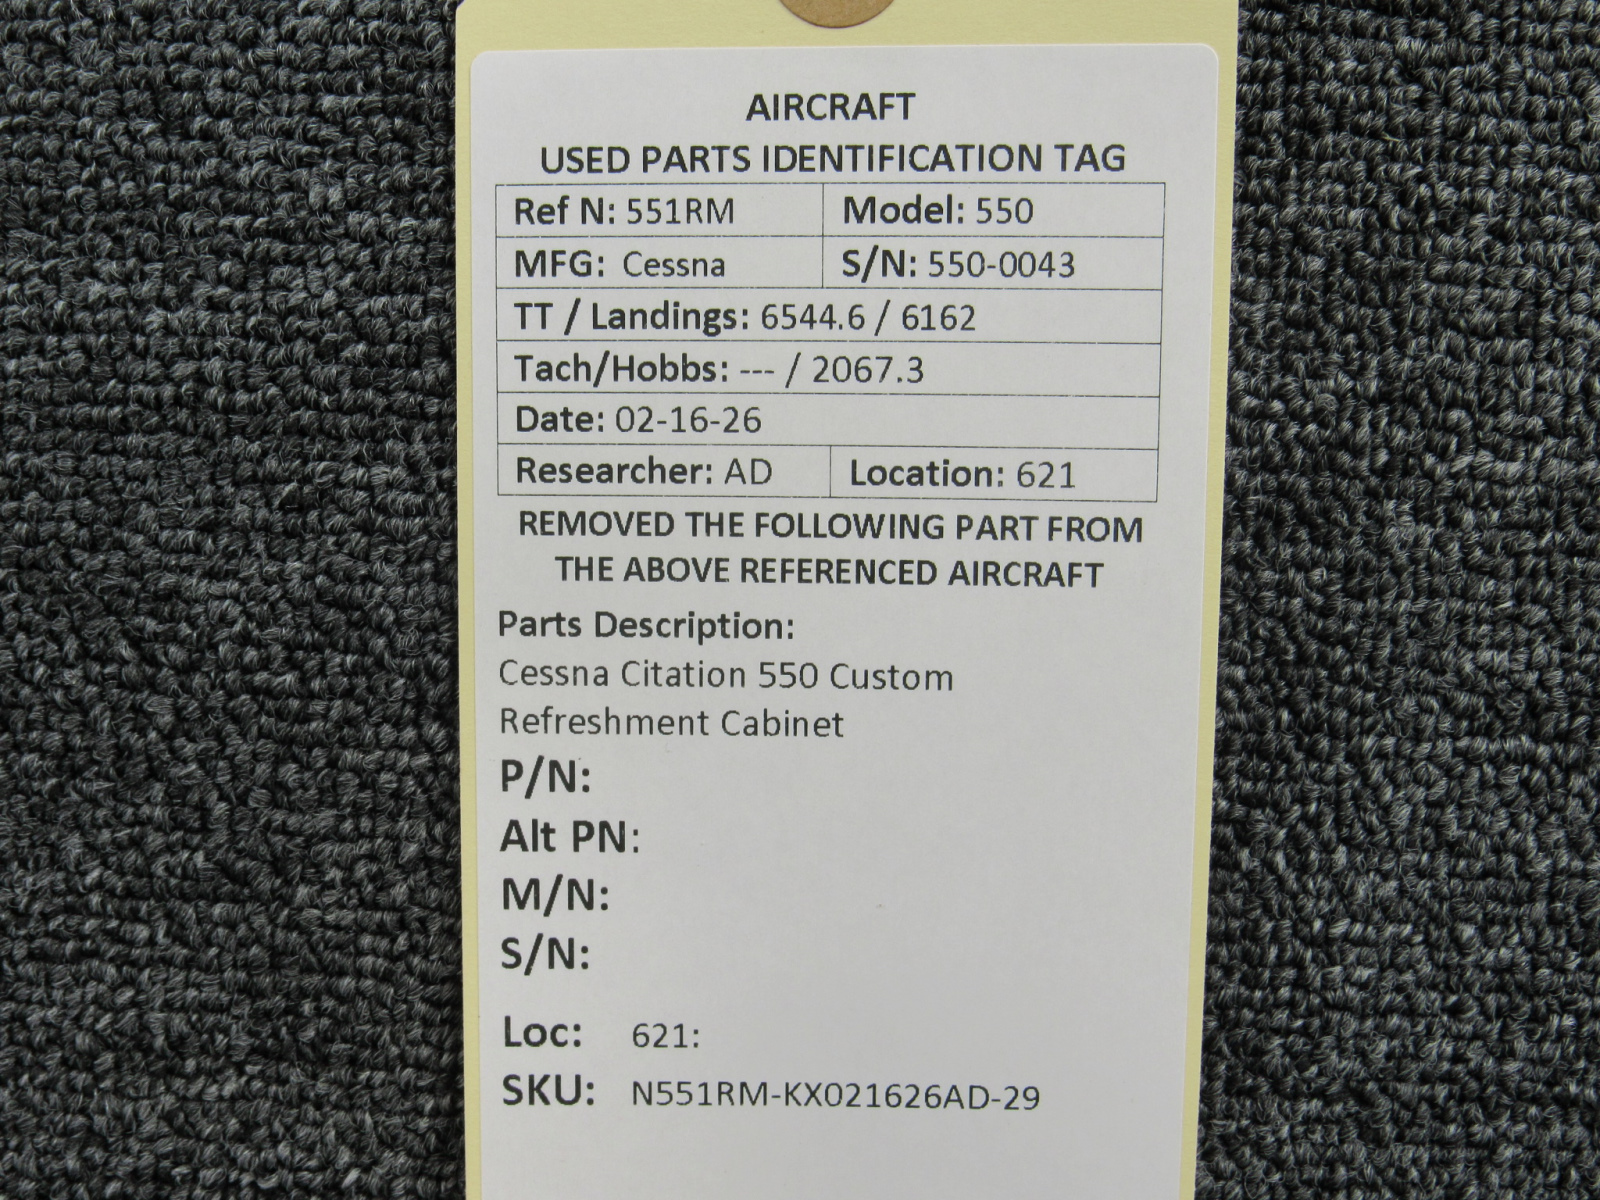 AIRCRAFT
USED PARTS IDENTIFICATION TAG
Ref N: 551RM Model: 550
MFG: Cessna S/N: 550-0043
TT / Landings: 6544.6 / 6162
Tach/Hobbs: --- / 2067.3
Date: 02-16-26
Researcher: AD Location: 621
REMOVED THE FOLLOWING PART FROM
THE ABOVE REFERENCED AIRCRAFT
Parts Description:
Cessna Citation 550 Custom
Refreshment Cabinet
P/N:
Alt PN:
M/N:
S/N:
Loc: 621:
SKU: N551RM-KX021626AD-29